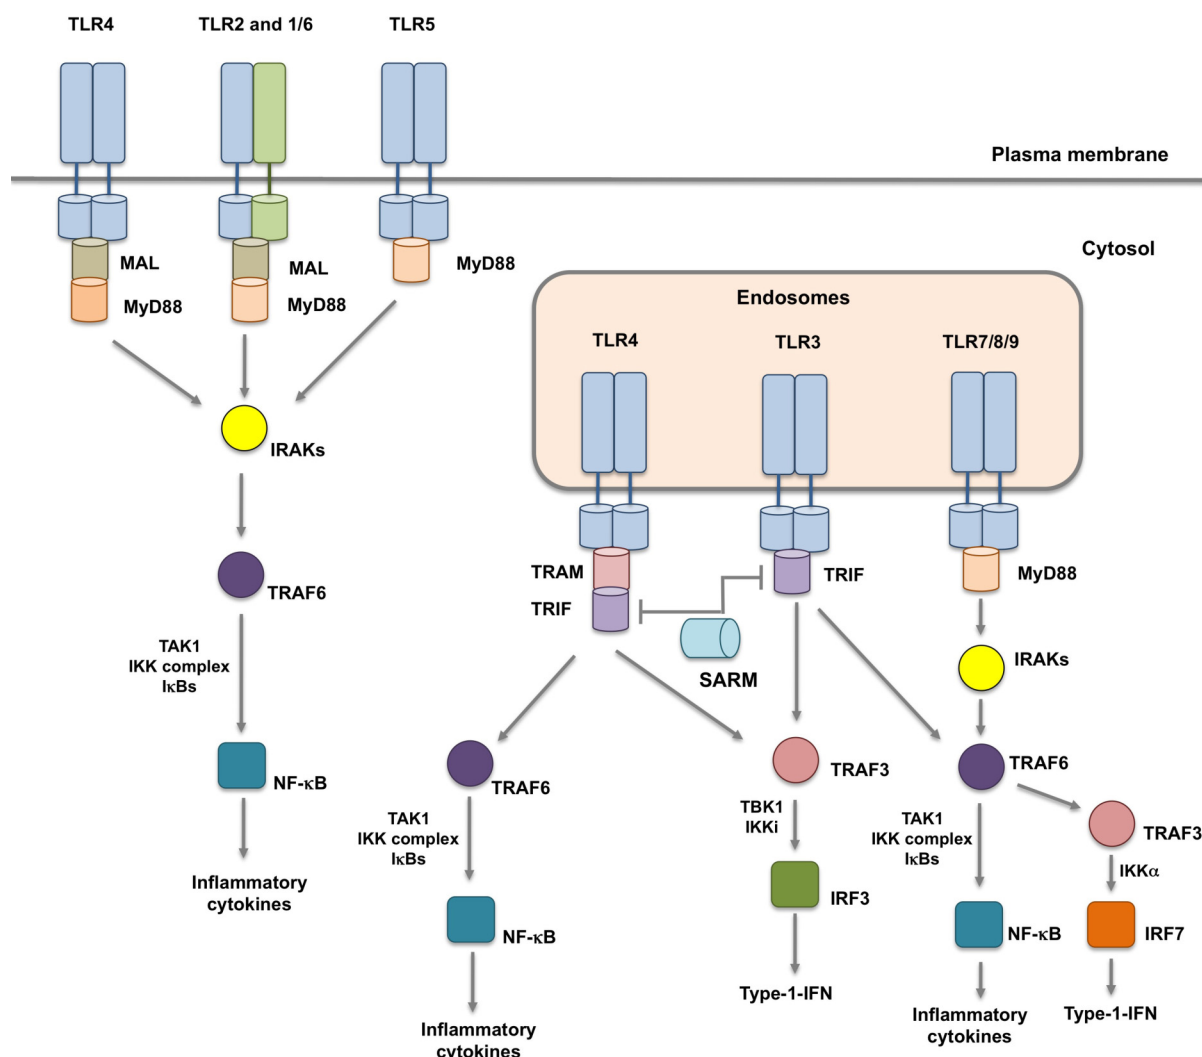 TLR4
TLR2 and 1/6
TLR5
Plasma membrane
Cytosol
MAL
MyD88
MAL
MyD88
MyD88
IRAKs
TRAF6
TAK1
IKK complex
IκBs
NF-κB
Inflammatory
cytokines
Endosomes
TLR4
TLR3
TLR7/8/9
TRAM
TRIF
TRIF
MyD88
SARM
IRAKs
TRAF6
TRAF3
TRAF6
TRAF3
TAK1
IKK complex
IκBs
TBK1
IKKi
TAK1
IKK complex
IκBs
IKKα
NF-κB
IRF3
NF-κB
IRF7
Inflammatory
cytokines
Type-1-IFN
Inflammatory
cytokines
Type-1-IFN